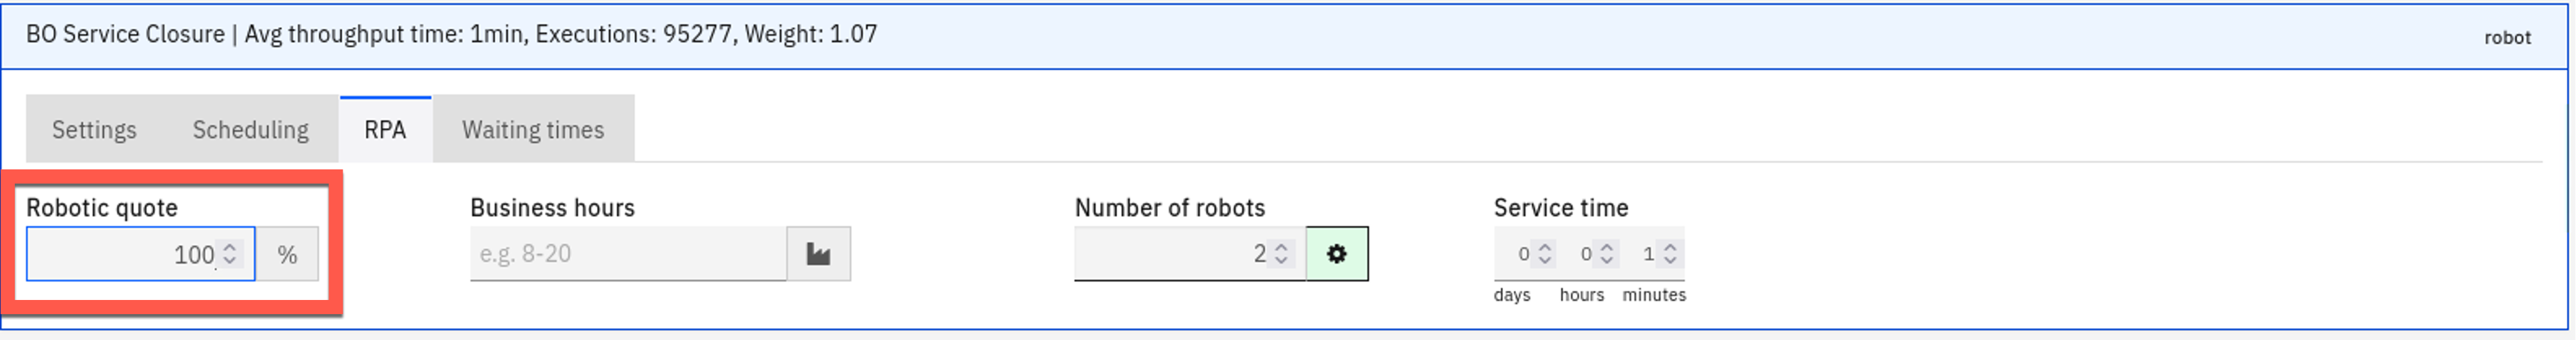 BO Service Closure | Avg throughput time: 1min, Executions: 95277, Weight: 1.07
robot
Settings Scheduling RPA Waiting times
Robotic quote Business hours Number of robots Service time
100 % e.g. 8-20 2 0 0 1
days hours minutes